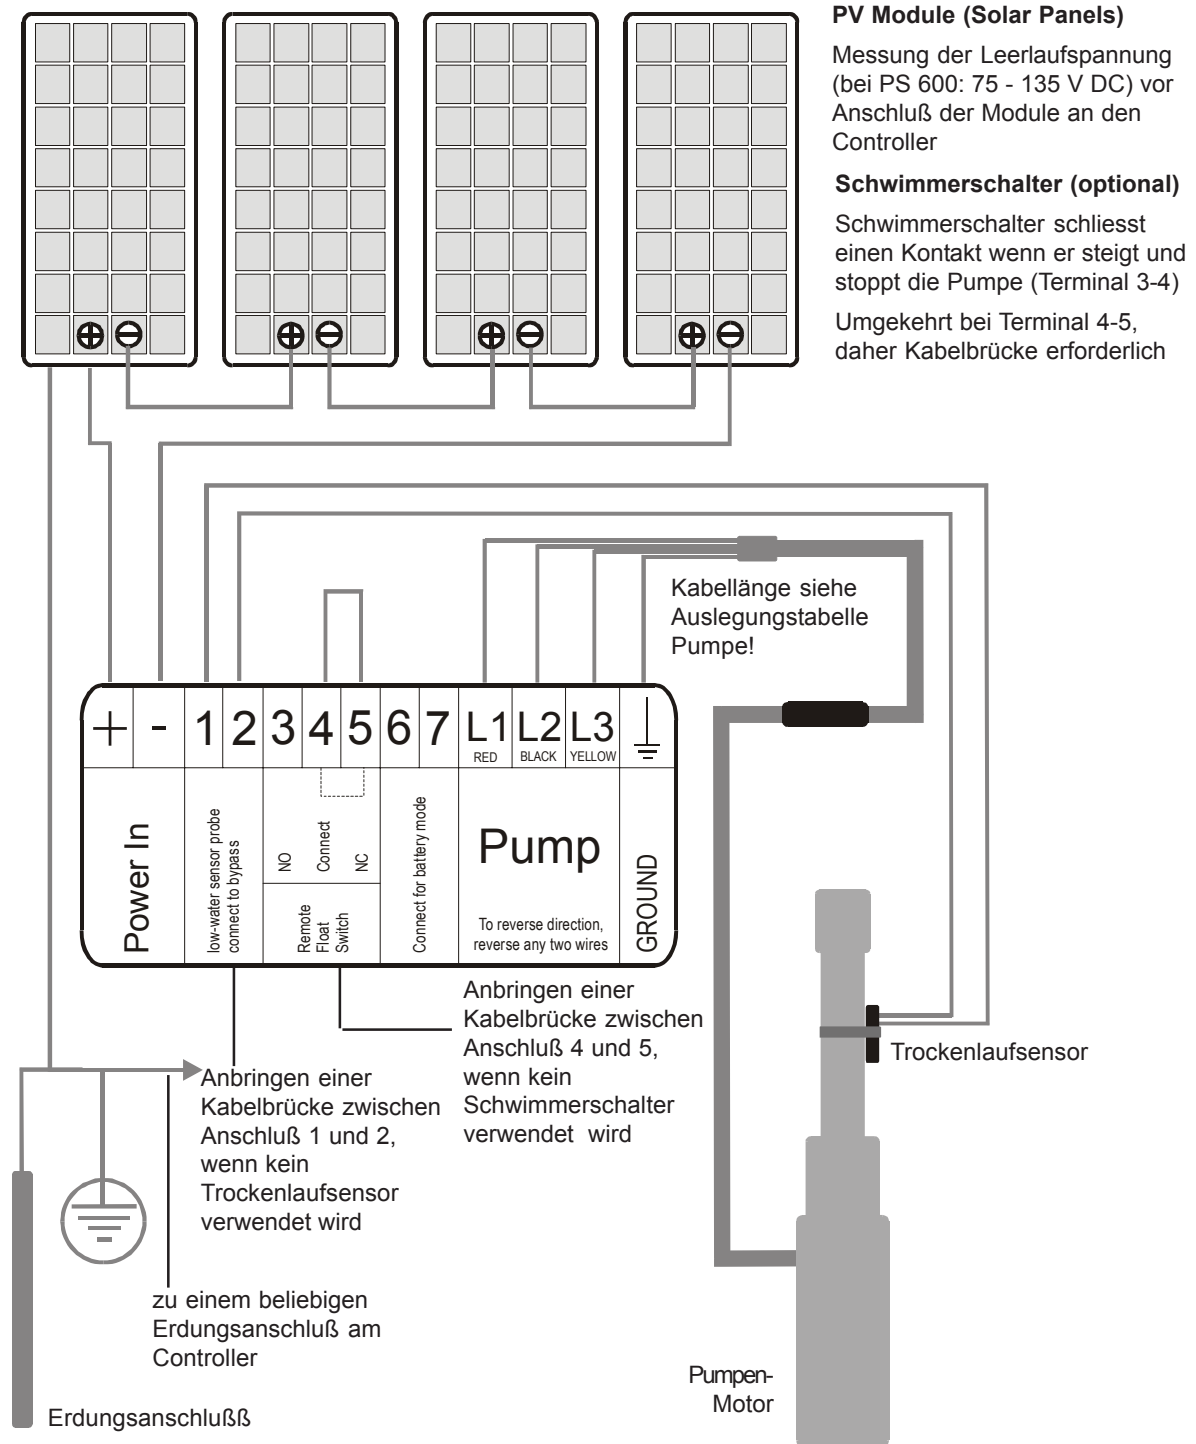 PV Module (Solar Panels)
Messung der Leerlaufspannung
(bei PS 600: 75 - 135 V DC) vor
Anschluß der Module an den
Controller
Schwimmerschalter (optional)
Schwimmerschalter schliesst
einen Kontakt wenn er steigt und
stoppt die Pumpe (Terminal 3-4)
Umgekehrt bei Terminal 4-5,
daher Kabelbrücke erforderlich
Kabellänge siehe
Auslegungstabelle
Pumpe!
+ - 1 2 3 4 5 6 7 L1 L2 L3
RED BLACK YELLOW
Power In
low-water sensor probe
connect to bypass
NO
Connect
NC
Remote
Float
Switch
Connect for battery mode
Pump
To reverse direction,
reverse any two wires
GROUND
Anbringen einer
Kabelbrücke zwischen
Anschluß 4 und 5,
wenn kein
Schwimmerschalter
verwendet wird
Trockenlaufsensor
Anbringen einer
Kabelbrücke zwischen
Anschluß 1 und 2,
wenn kein
Trockenlaufsensor
verwendet wird
zu einem beliebigen
Erdungsanschluß am
Controller
Pumpen-
Motor
Erdungsanschlußß